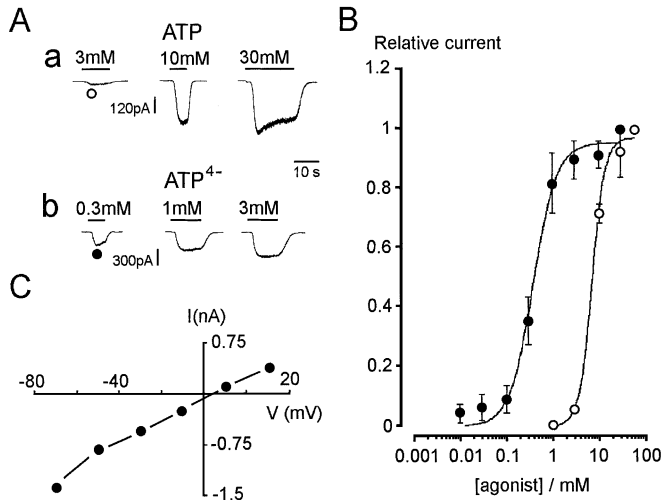 A
ATP
a
3mM 10mM 30mM
120pA
10 s
ATP4-
b
0.3mM 1mM 3mM
300pA
C
I(nA)
0.75
-80 -40 20
V (mV)
-0.75
-1.5
B
Relative current
1.2
1
0.8
0.6
0.4
0.2
0
0.001 0.01 0.1 1 10 100
[agonist] / mM